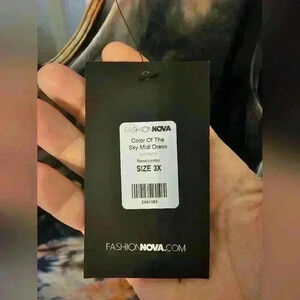 FASHIONNOVA
Color Of The
Sky Midi Dress
SIZE 3X
FASHIONNOVA.COM